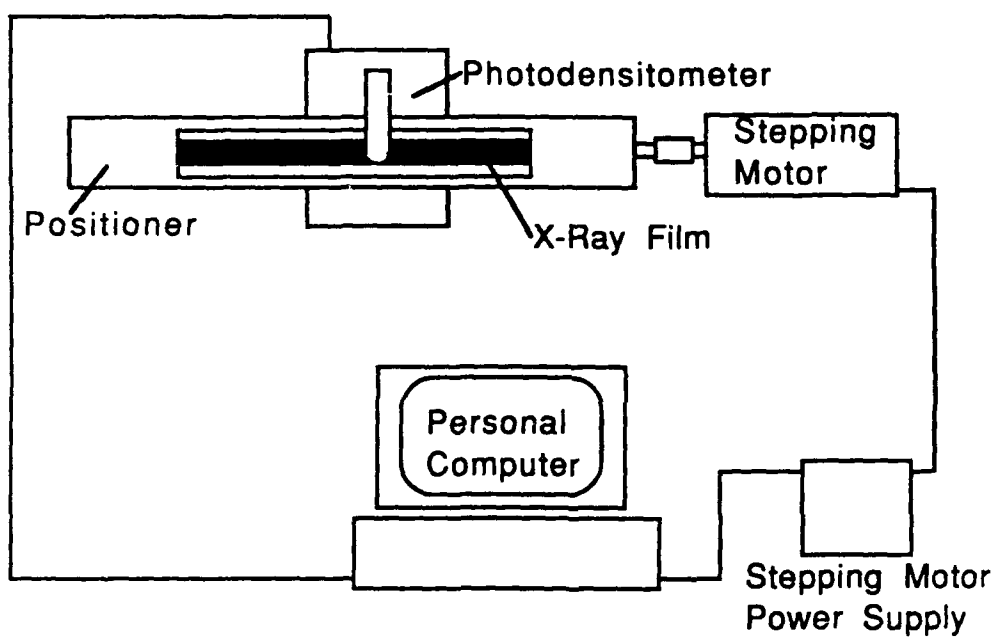 Photodensitometer
Stepping
Motor
Positioner
X-Ray Film
Personal
Computer
Stepping Motor
Power Supply